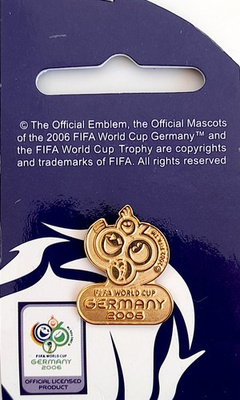 © The Official Emblem, the Official Mascots
of the 2006 FIFA World Cup Germany™ and
the FIFA World Cup Trophy are copyrights
and trademarks of FIFA. All rights reserved
FIFA WORLD CUP
GERMANY
2006
FIFA WORLD CUP
GERMANY
2006
OFFICIAL LICENSED
PRODUCT